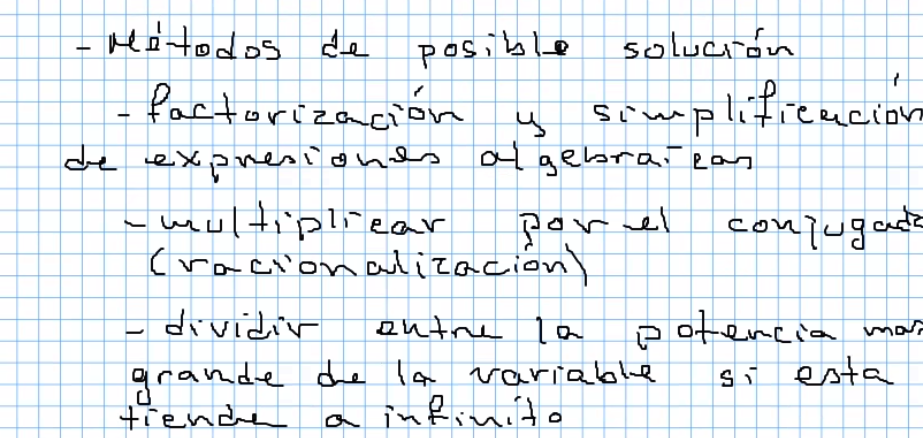 - Métodos de posible solución
- factorización y simplificación
de expresiones algebraicas
- multiplicar por el conjugado
(racionalización)
- dividir entre la potencia mas
grande de la variable si esta
tiende a infinito